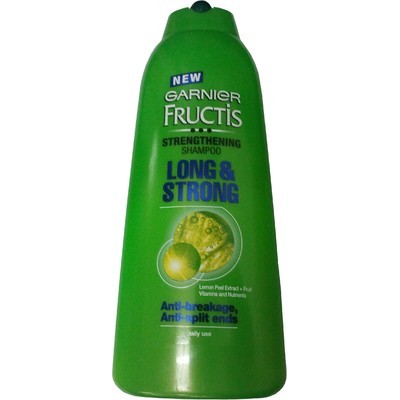 NEW
GARNIER
FRUCTIS
STRENGTHENING
SHAMPOO
LONG &
STRONG
Lemon Peel Extract + Fruit
Vitamins and Nutrients
Anti-breakage,
Anti-split ends
daily use